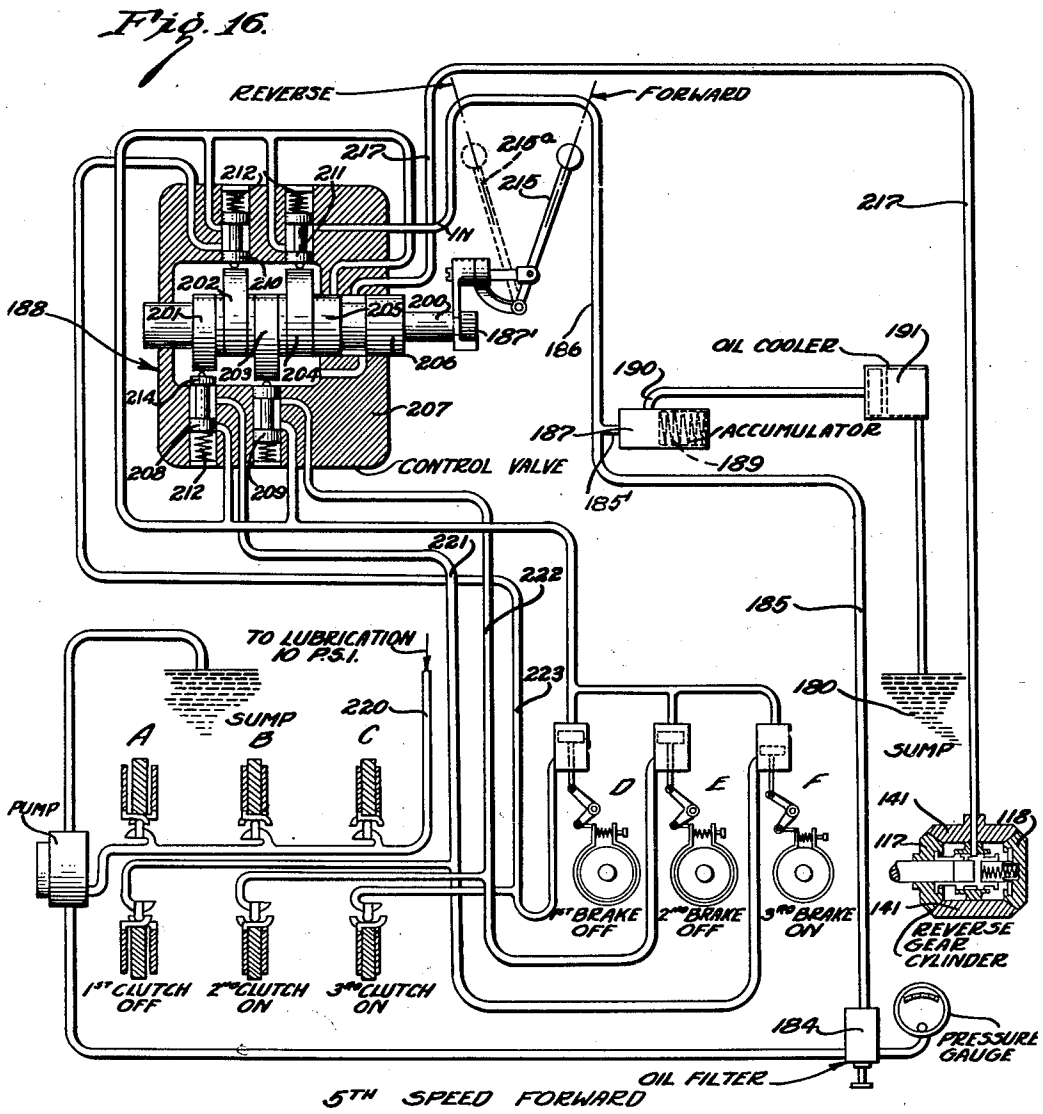 Fig. 16.
REVERSE
FORWARD
217
215ᵃ
215
212
211
IN
217
210
202
188
201
205
200
187'
186
203
204
206
OIL COOLER
191
190
214
207
187
ACCUMULATOR
189
208
212
209
CONTROL VALVE
185'
221
222
185
TO LUBRICATION
10 P.S.I.
223
220
180
SUMP
SUMP
A
B
C
D
E
F
PUMP
141
118
117
141
1ST BRAKE
OFF
2ND BRAKE
OFF
3RD BRAKE
ON
REVERSE
GEAR
CYLINDER
1ST CLUTCH
OFF
2ND CLUTCH
ON
3RD CLUTCH
ON
184
PRESSURE
GAUGE
OIL FILTER
5TH SPEED FORWARD